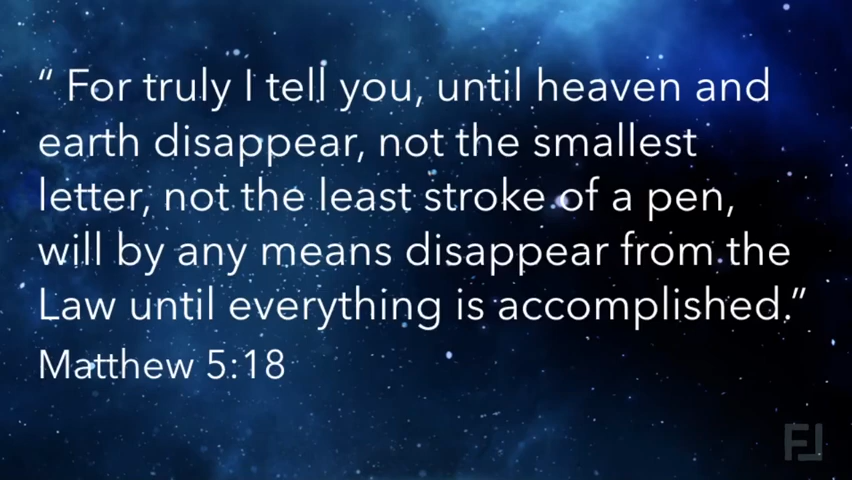 “ For truly I tell you, until heaven and
earth disappear, not the smallest
letter, not the least stroke of a pen,
will by any means disappear from the
Law until everything is accomplished.”
Matthew 5:18